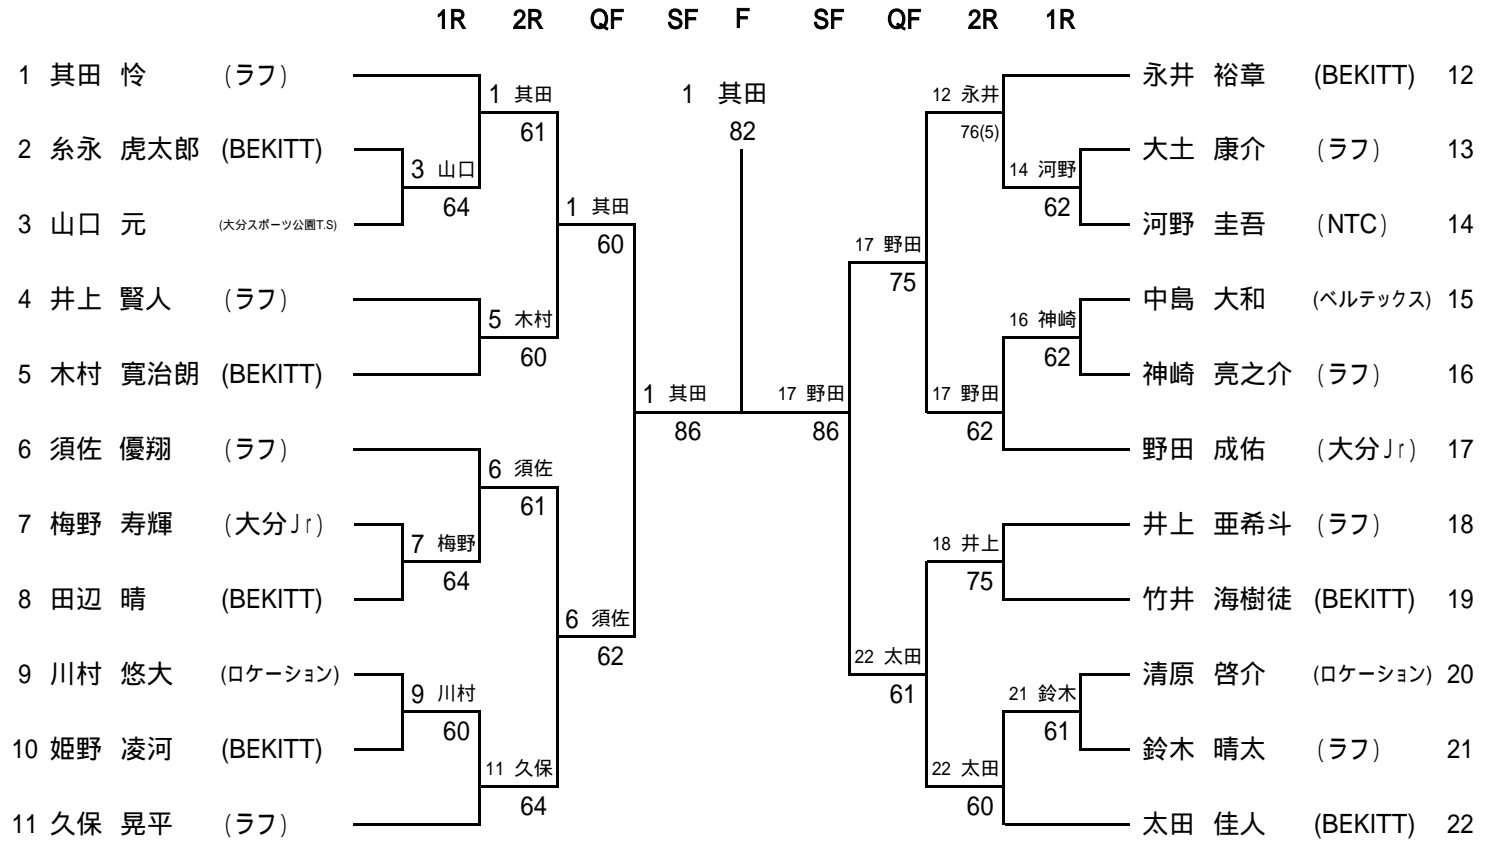 1R 2R QF SF F SF QF 2R 1R
1 其田 怜 (ラフ) 永井 裕章 (BEKITT) 12
1 其田 1 其田 12 永井
61 82 76(5)
2 糸永 虎太郎 (BEKITT) 大土 康介 (ラフ) 13
3 山口 14 河野
64 62
3 山口 元 (大分スポーツ公園T.S) 河野 圭吾 (NTC) 14
1 其田 17 野田
60 75
4 井上 賢人 (ラフ) 中島 大和 (ベルテックス) 15
5 木村 16 神崎
60 62
5 木村 寛治朗 (BEKITT) 神崎 亮之介 (ラフ) 16
1 其田 17 野田 17 野田
86 86 62
6 須佐 優翔 (ラフ) 野田 成佑 (大分Jr) 17
6 須佐
61
7 梅野 寿輝 (大分Jr) 井上 亜希斗 (ラフ) 18
7 梅野 18 井上
64 75
8 田辺 晴 (BEKITT) 竹井 海樹徒 (BEKITT) 19
6 須佐 22 太田
62 61
9 川村 悠大 (ロケーション) 清原 啓介 (ロケーション) 20
9 川村 21 鈴木
60 61
10 姫野 凌河 (BEKITT) 鈴木 晴太 (ラフ) 21
11 久保 22 太田
64 60
11 久保 晃平 (ラフ) 太田 佳人 (BEKITT) 22